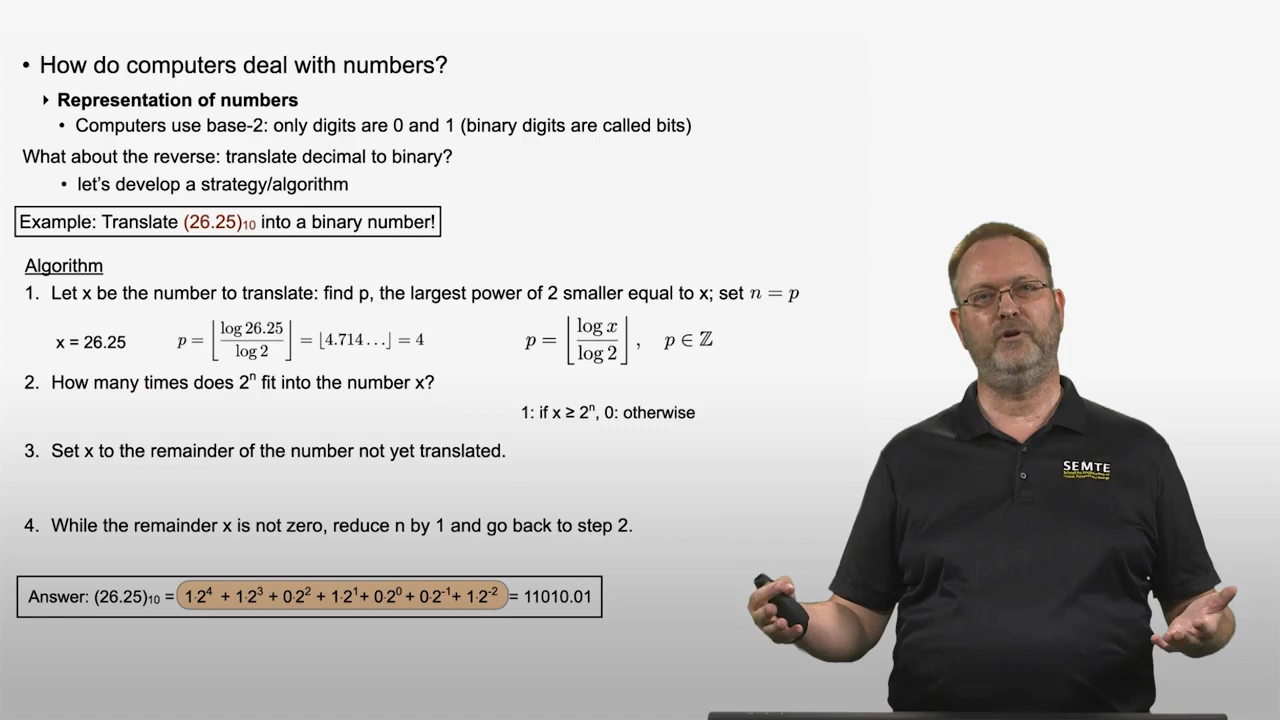 • How do computers deal with numbers?
Representation of numbers
• Computers use base-2: only digits are 0 and 1 (binary digits are called bits)
What about the reverse: translate decimal to binary?
• let's develop a strategy/algorithm
Example: Translate (26.25)₁₀ into a binary number!
Algorithm
1. Let x be the number to translate: find p, the largest power of 2 smaller equal to x; set n = p
x = 26.25 p = ⌊log 26.25 / log 2⌋ = ⌊4.714…⌋ = 4 p = ⌊log x / log 2⌋, p ∈ ℤ
2. How many times does 2ⁿ fit into the number x?
1: if x ≥ 2ⁿ, 0: otherwise
3. Set x to the remainder of the number not yet translated.
4. While the remainder x is not zero, reduce n by 1 and go back to step 2.
Answer: (26.25)₁₀ = 1·2⁴ + 1·2³ + 0·2² + 1·2¹+ 0·2⁰ + 0·2⁻¹+ 1·2⁻² = 11010.01
SEMTE